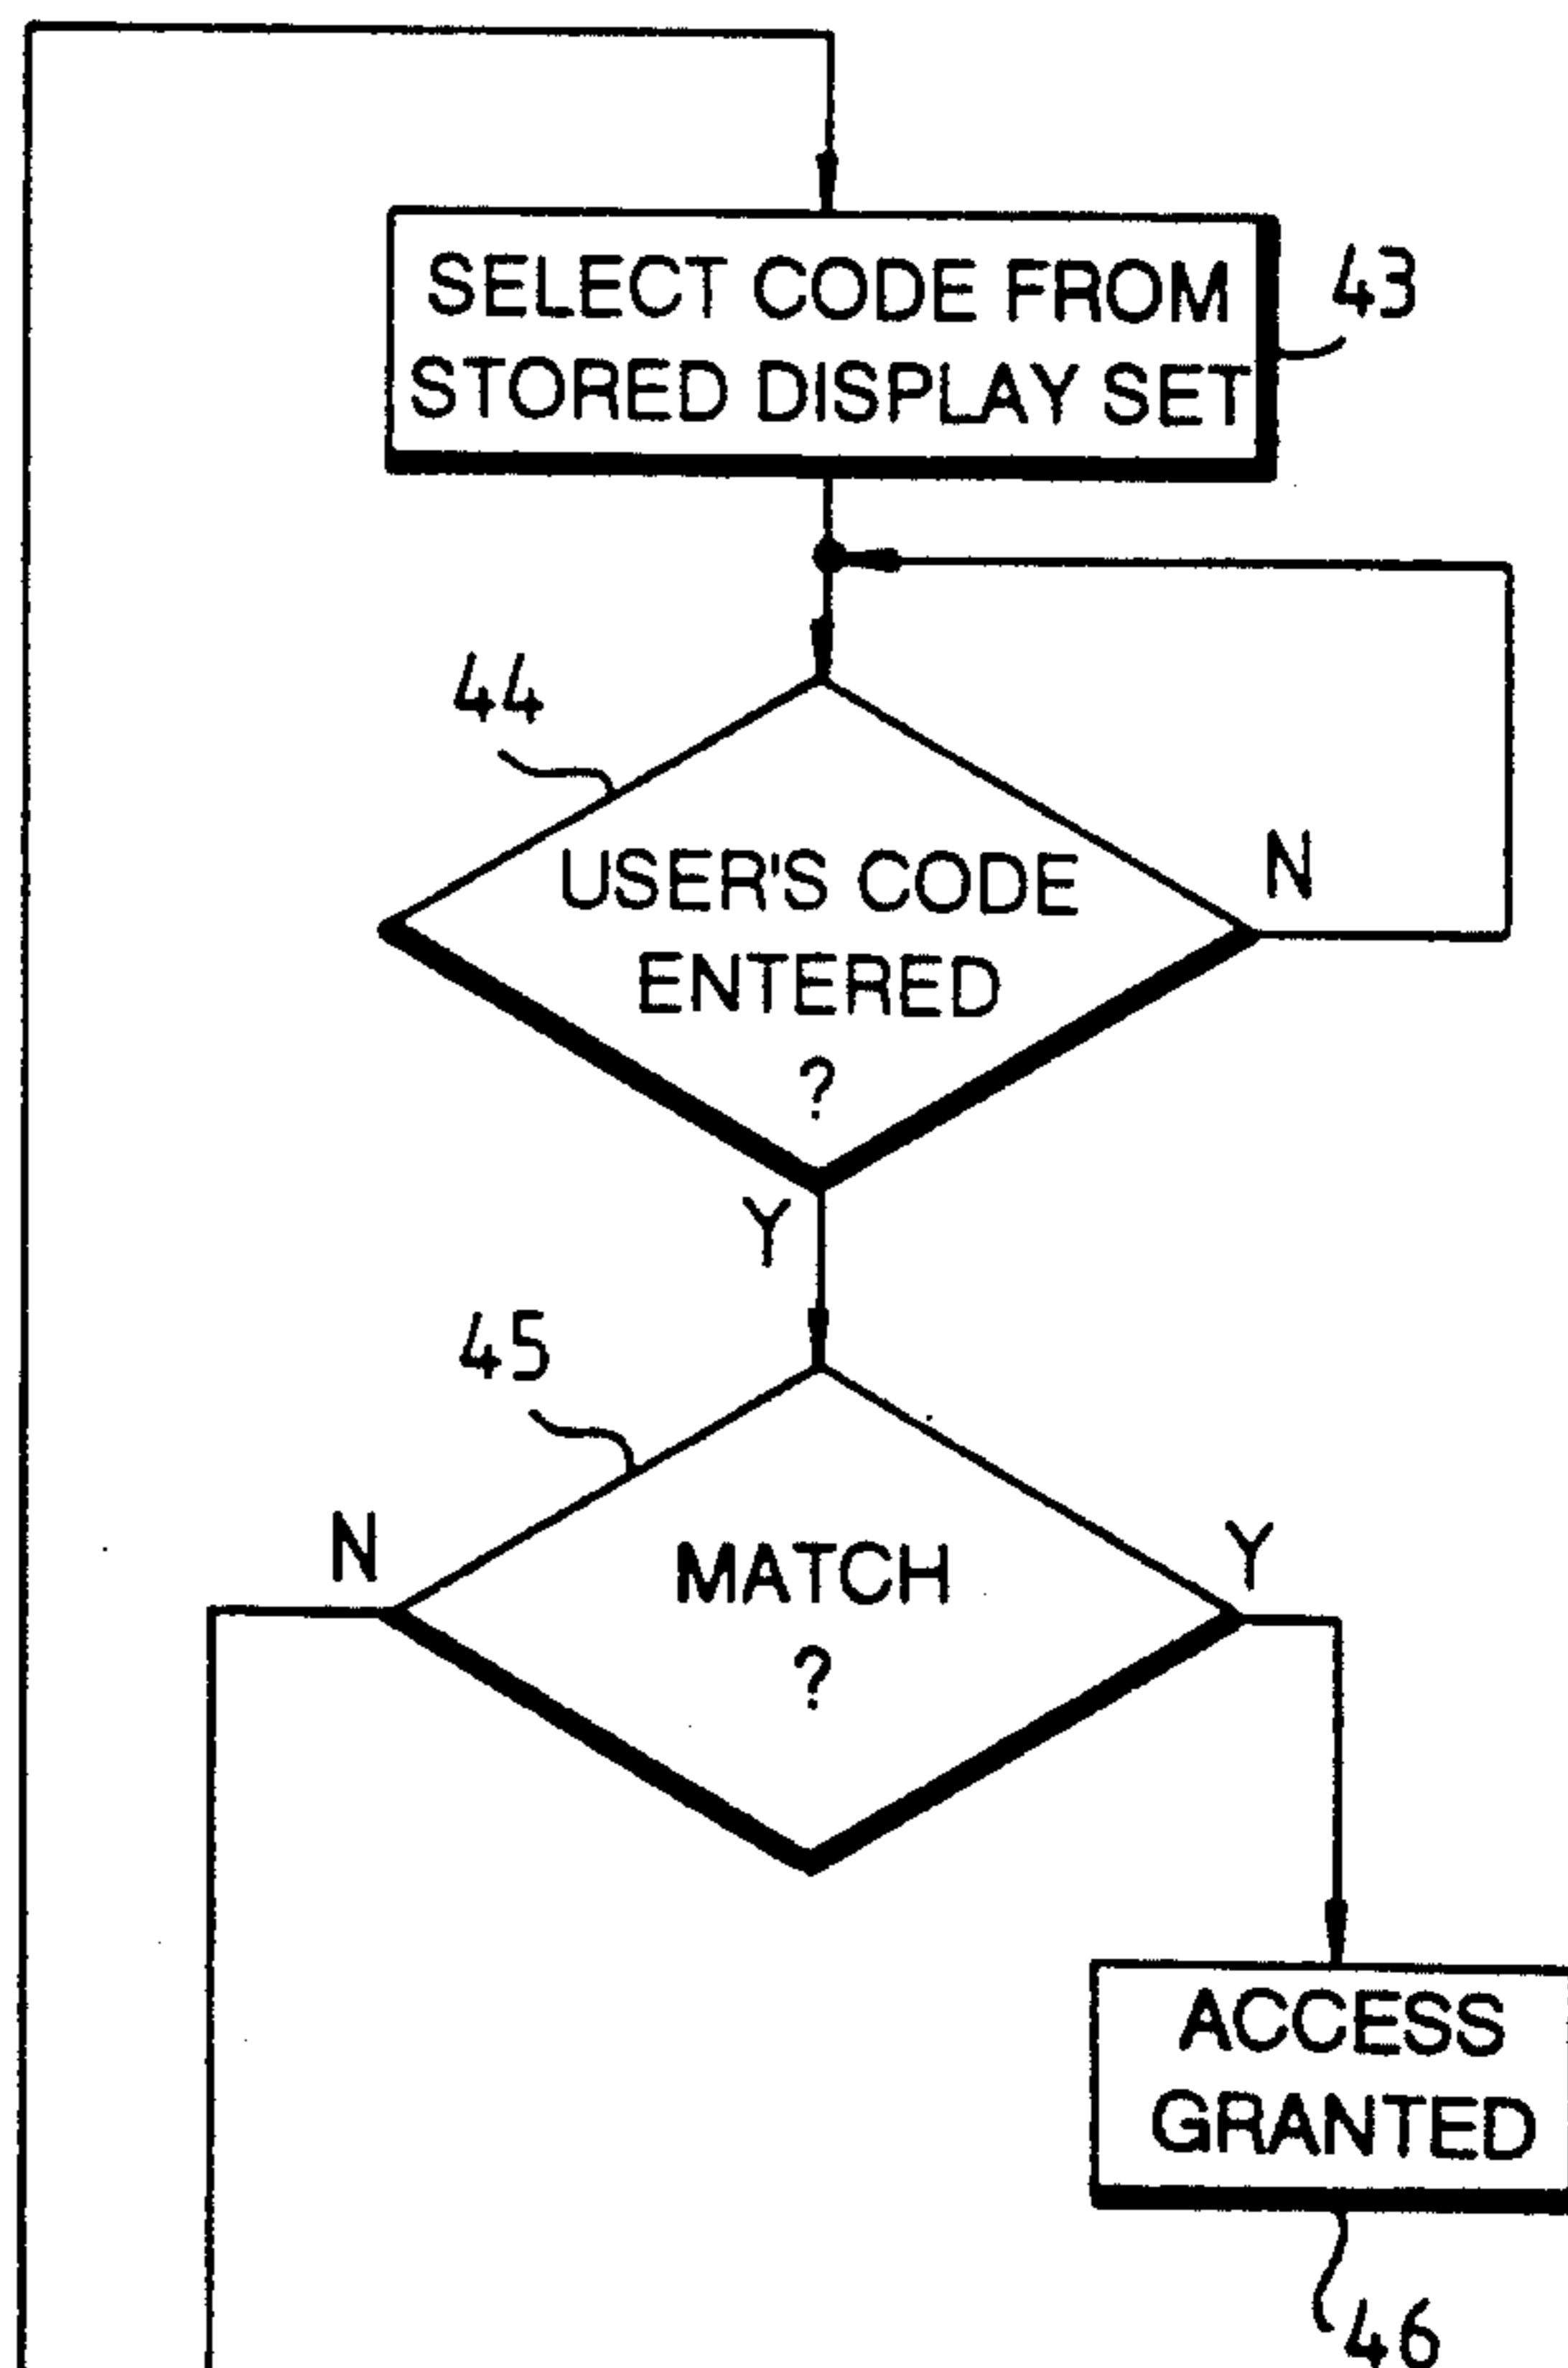 SELECT CODE FROM
STORED DISPLAY SET
43
44
USER'S CODE
ENTERED
?
N
Y
45
N
MATCH
?
Y
ACCESS
GRANTED
46